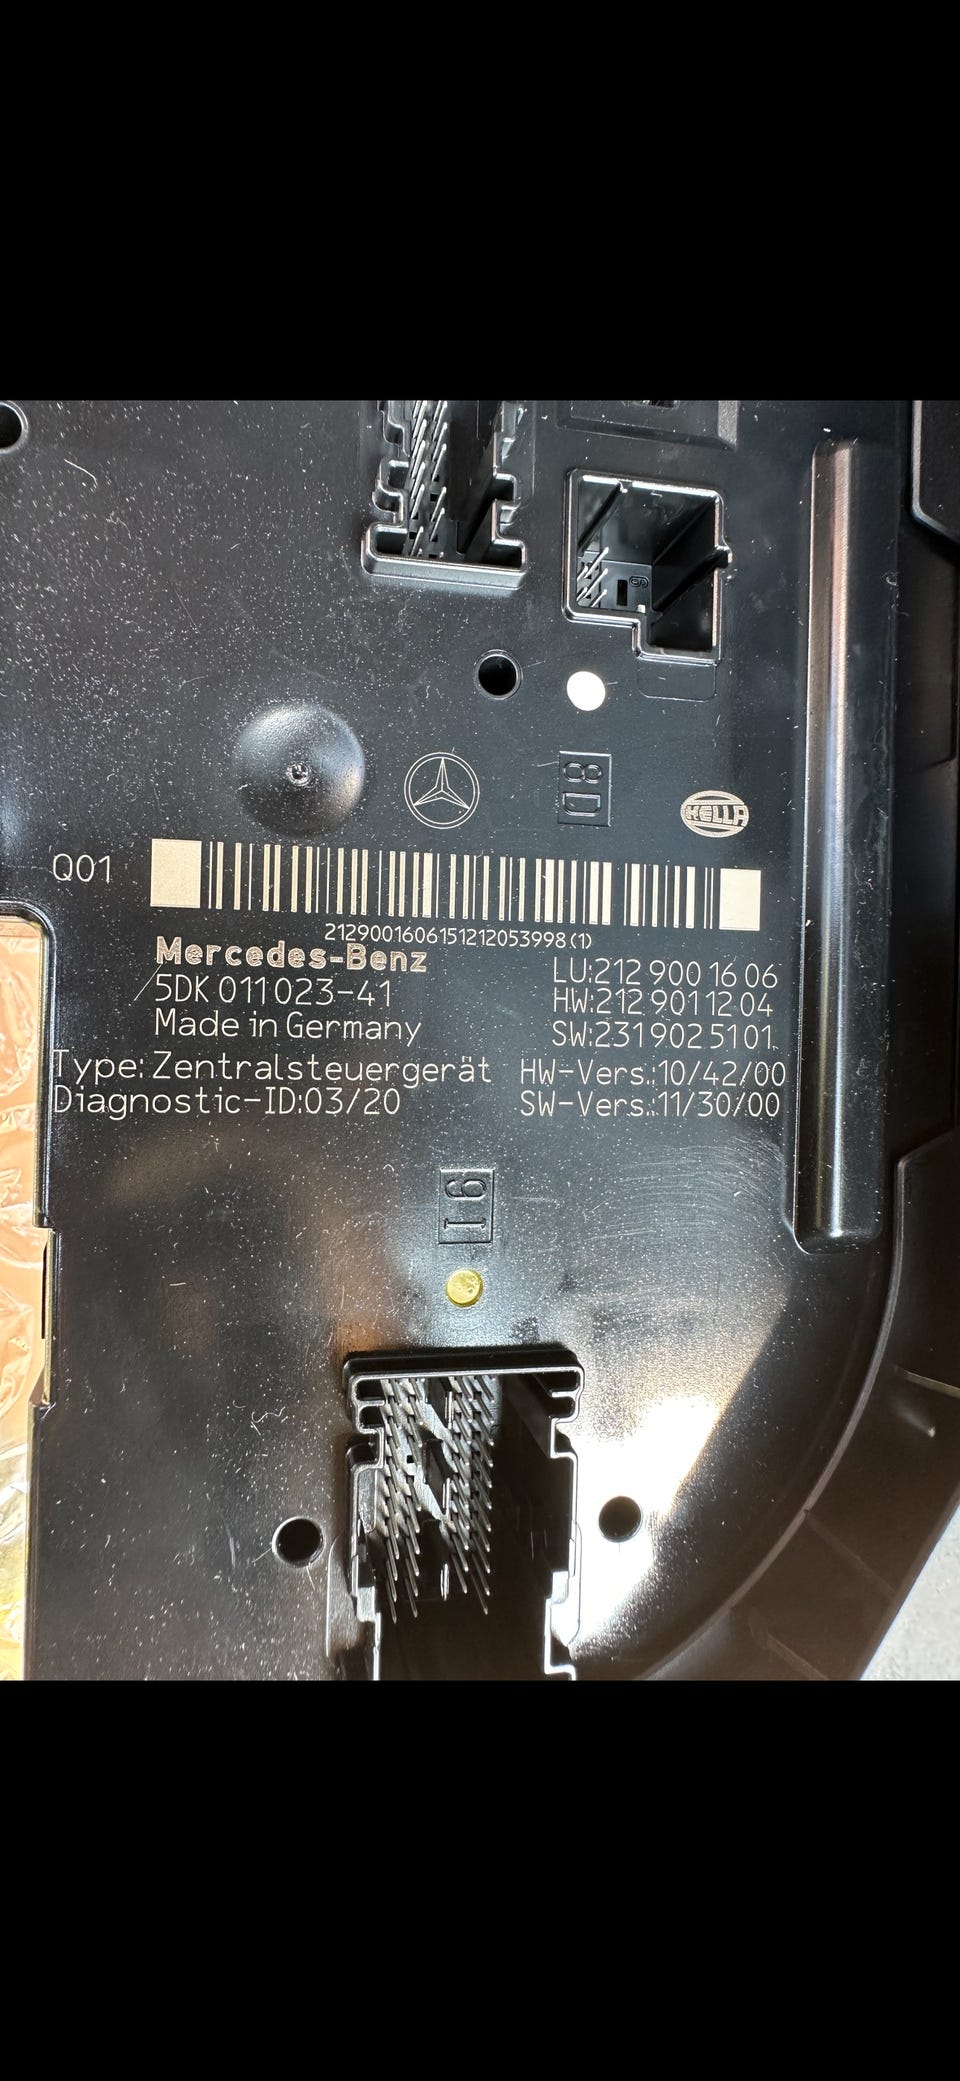 8D
HELLA
Q01
2129001606151212053998(1)
Mercedes-Benz
5DK 011 023-41
Made in Germany
LU:212 900 16 06
HW:212 901 12 04
SW:231 902 51 01
Type: Zentralsteuergerät
Diagnostic-ID:03/20
HW-Vers.:10/42/00
SW-Vers.:11/30/00